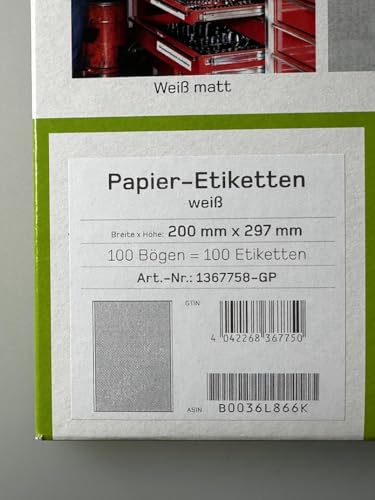 Weiß matt
Papier-Etiketten
weiß
Breite x Höhe: 200 mm x 297 mm
100 Bögen = 100 Etiketten
Art.-Nr.: 1367758-GP
GTIN
4 042268 367750
ASIN B0036L866K